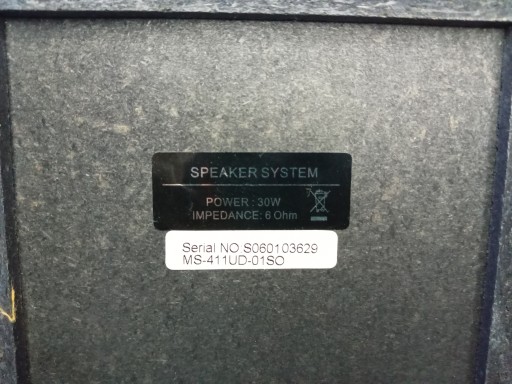 SPEAKER SYSTEM
POWER : 30W
IMPEDANCE: 6 Ohm
Serial NO.S060103629
MS-411UD-01SO